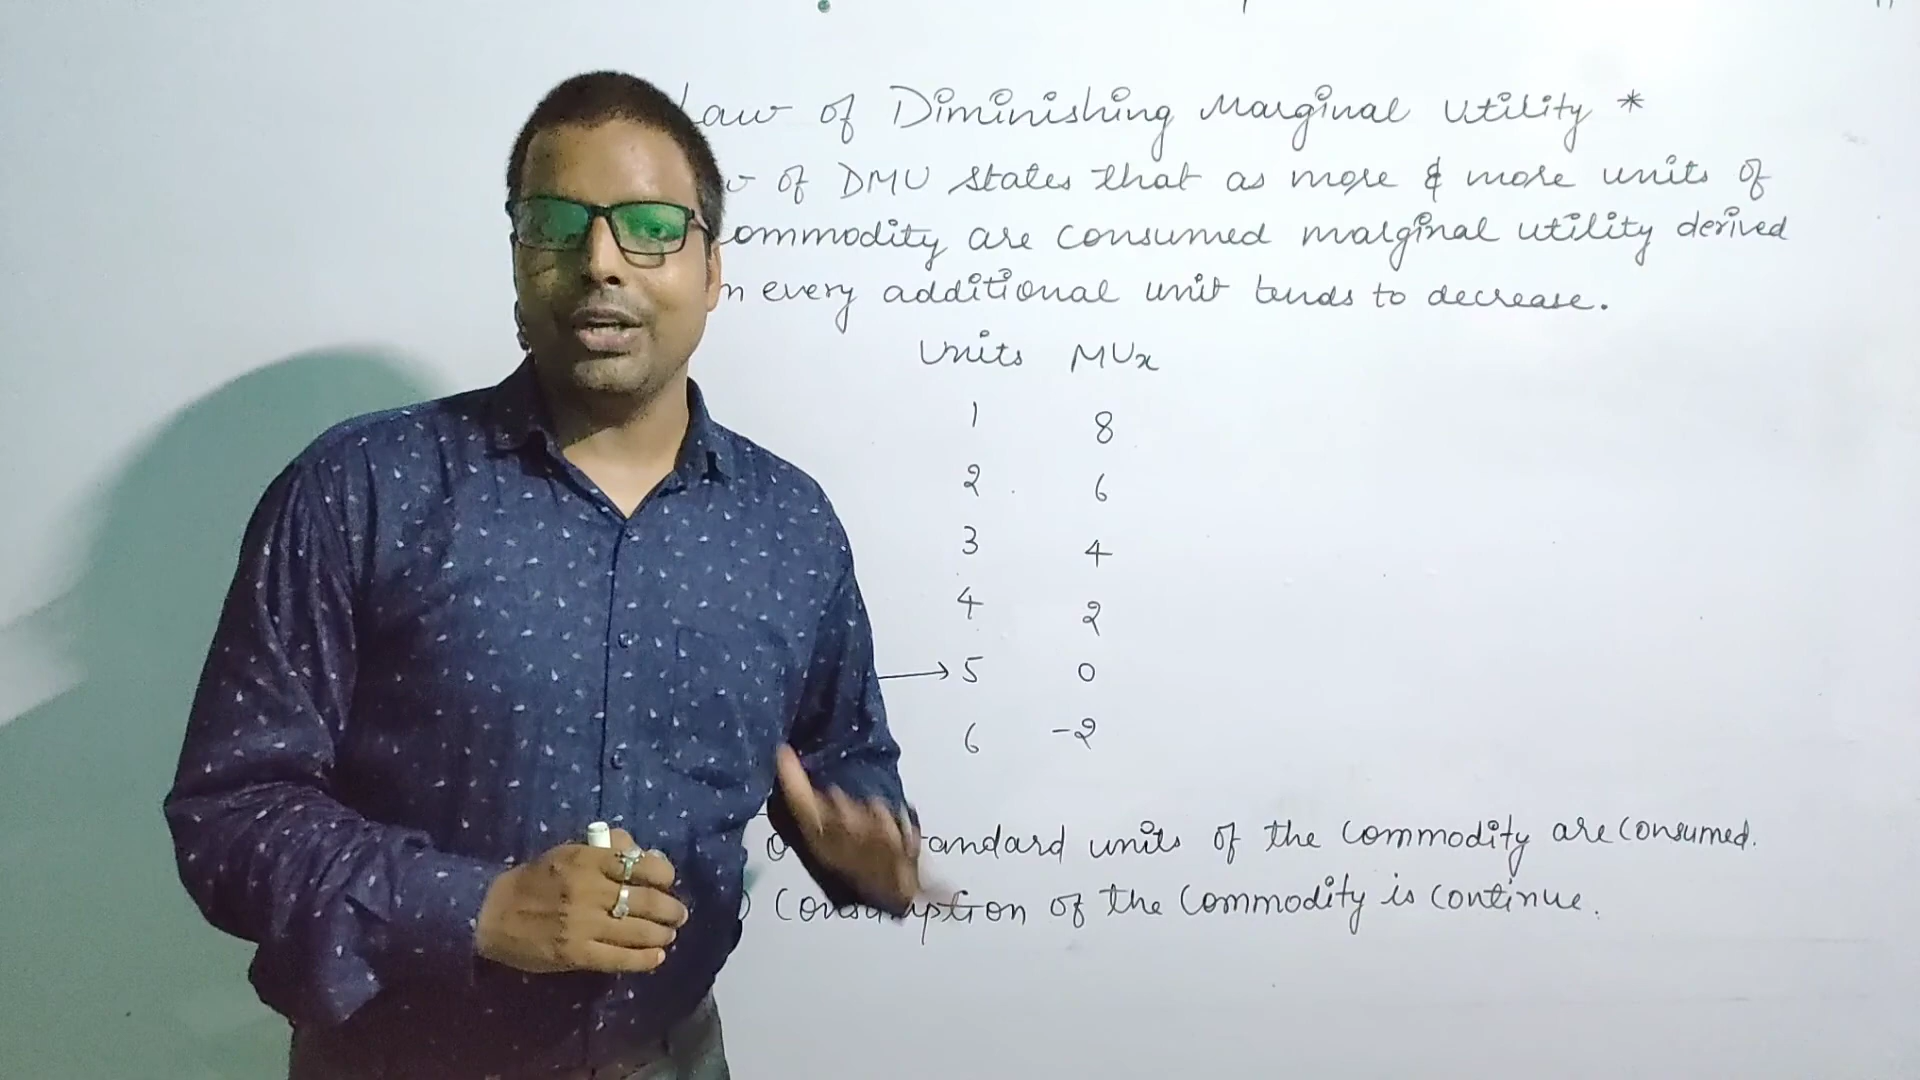 Law of Diminishing Marginal Utility *
of DMU states that as more & more units of
commodity are consumed marginal utility derived
every additional unit tends to decrease.
Units MUx
1 8
2 6
3 4
4 2
→ 5 0
6 -2
standard units of the commodity are consumed.
Consumption of the commodity is continue.